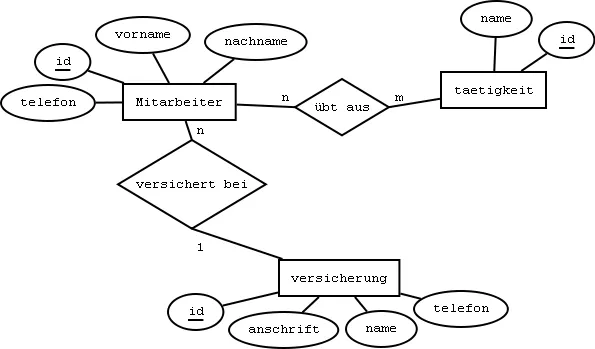 name
vorname
nachname
id
id
telefon
Mitarbeiter
n
übt aus
m
taetigkeit
n
versichert bei
1
versicherung
id
anschrift
name
telefon